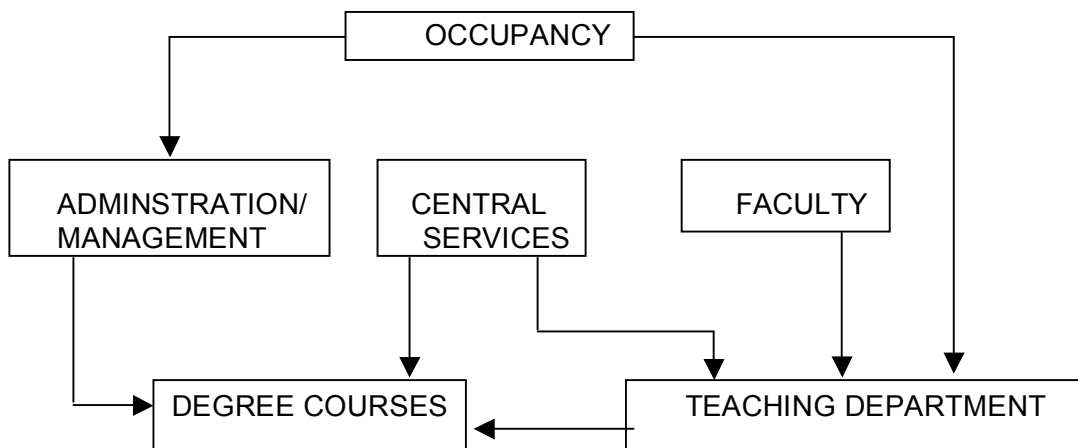 OCCUPANCY
ADMINSTRATION/
MANAGEMENT
CENTRAL
SERVICES
FACULTY
DEGREE COURSES
TEACHING DEPARTMENT